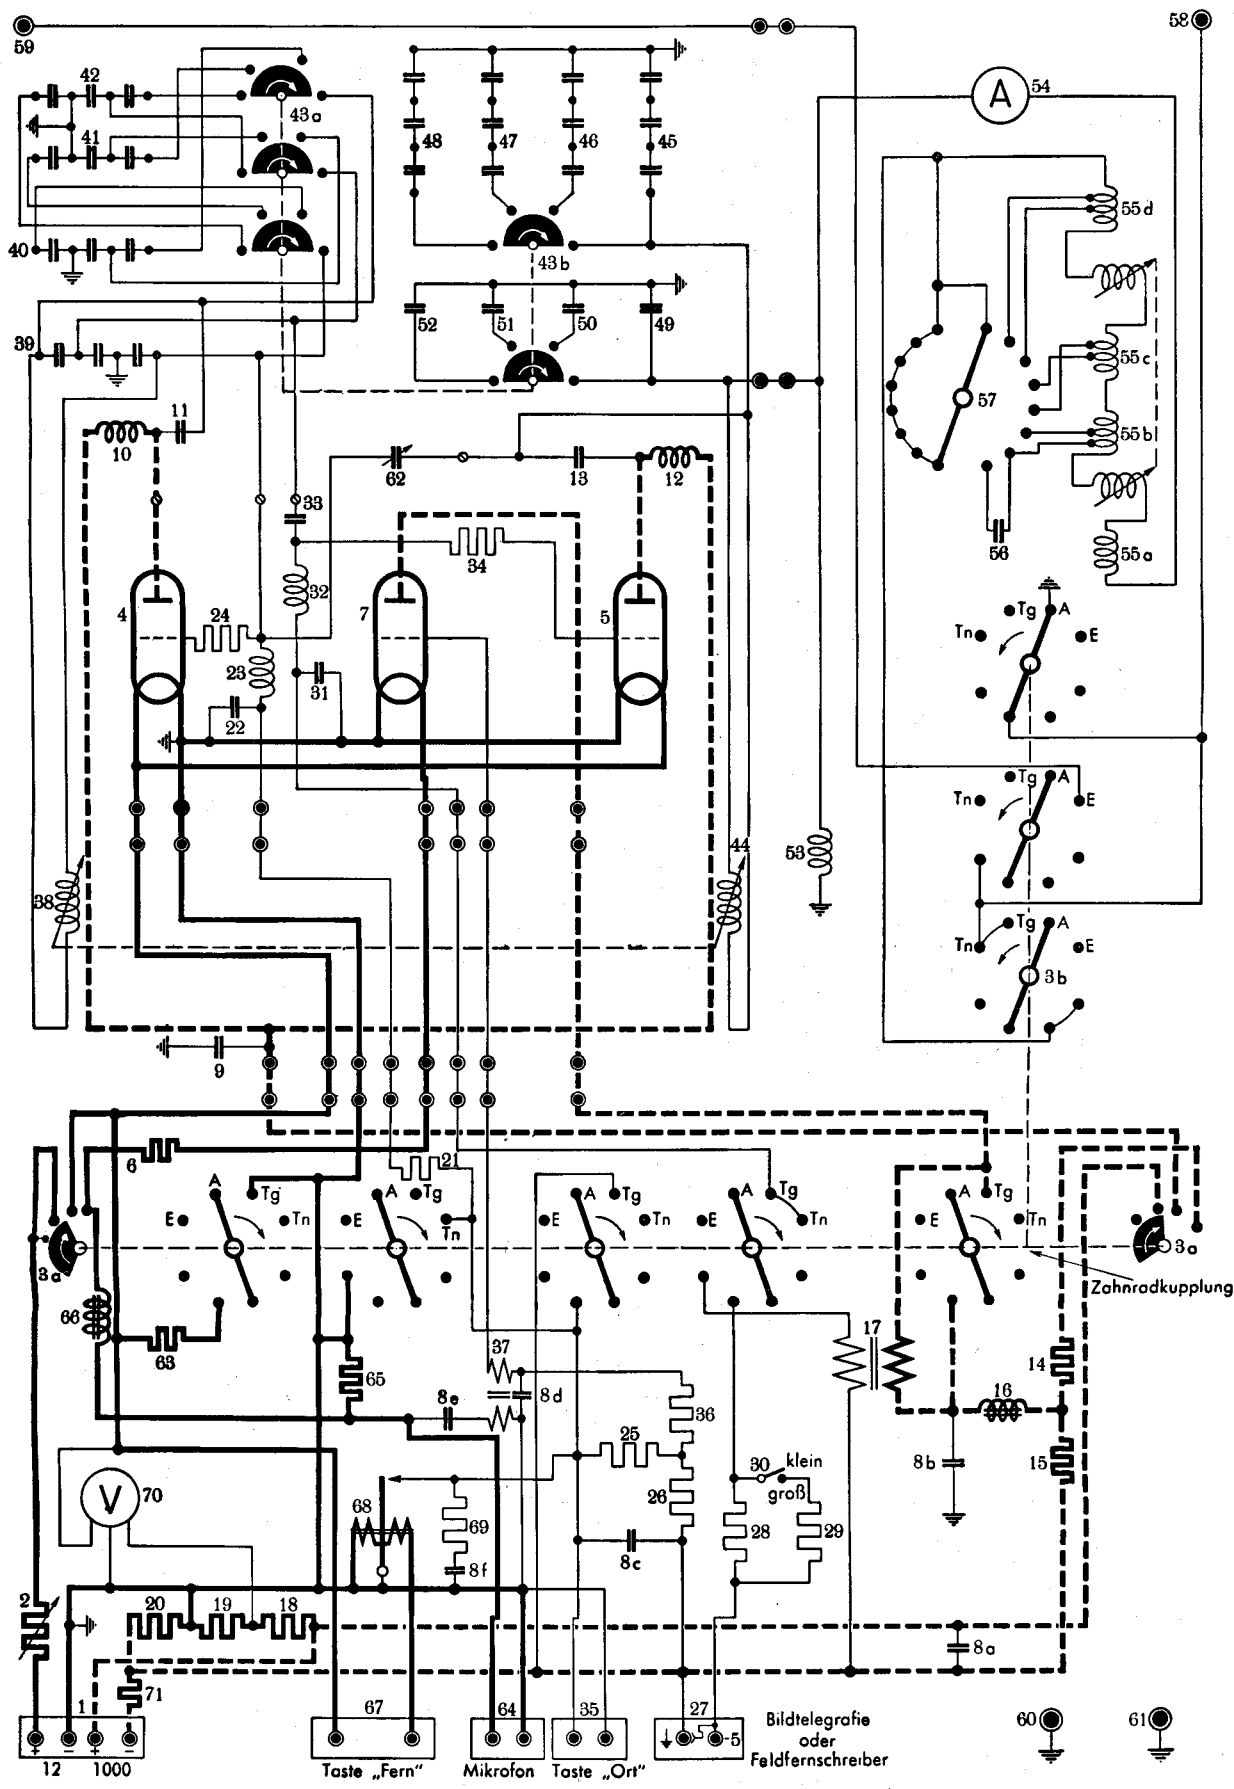 59
58
42
A
54
43a
41
48
47
46
45
55d
40
43b
52
51
50
49
39
55c
57
11
10
62
13
12
55b
33
56
55a
34
32
4
24
7
5
Tg
A
Tn
E
23
31
22
Tg
A
Tn
E
53
44
38
Tg
A
Tn
E
3b
9
6
21
A
Tg
A
Tg
A
Tg
A
Tg
A
Tg
E
Tn
E
Tn
E
Tn
E
Tn
E
Tn
3a
3a
Zahnradkupplung
66
63
17
14
37
65
8d
16
8e
36
25
30
klein
groß
8b
15
V
70
68
26
69
28
29
8c
8f
2
20
19
18
8a
71
1
67
64
35
27
Bildtelegrafie
oder
Feldfernschreiber
60
61
+
−
+
−
-5
12
1000
Taste „Fern"
Mikrofon
Taste „Ort"